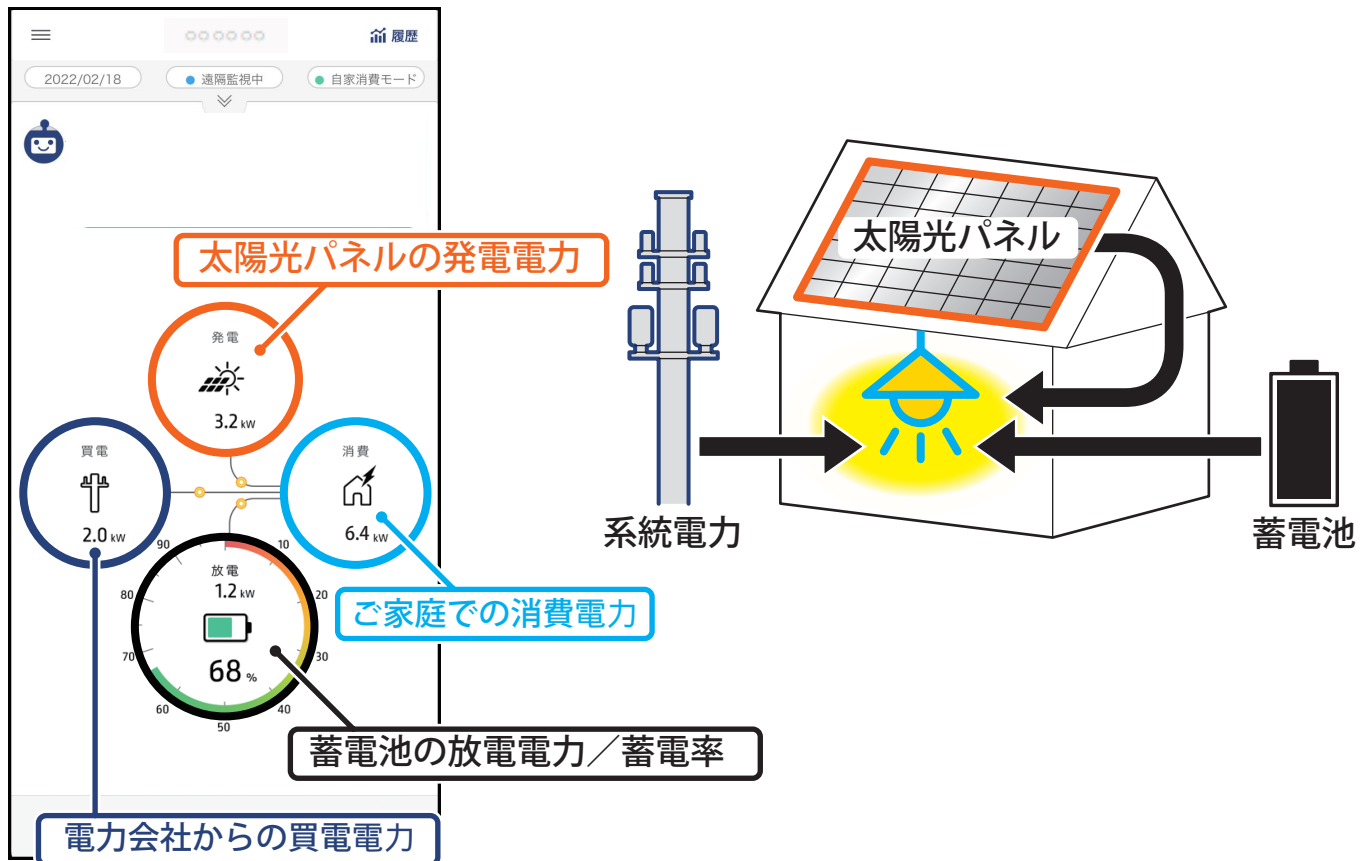 ○○○○○○
履歴
2022/02/18
遠隔監視中
自家消費モード
太陽光パネルの発電電力
発電
3.2 kW
買電
2.0 kW
消費
6.4 kW
放電
1.2 kW
68 %
10
20
30
40
50
60
70
80
90
ご家庭での消費電力
蓄電池の放電電力／蓄電率
電力会社からの買電電力
太陽光パネル
系統電力
蓄電池